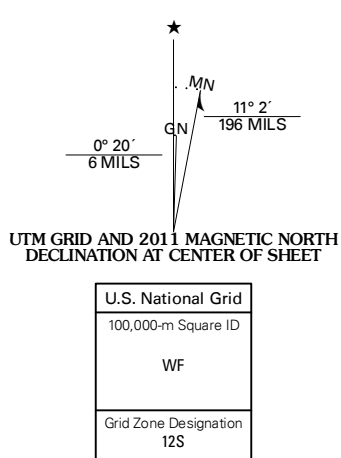 ★
MN
GN
11° 2´
196 MILS
0° 20´
6 MILS
UTM GRID AND 2011 MAGNETIC NORTH
DECLINATION AT CENTER OF SHEET
U.S. National Grid
100,000-m Square ID
WF
Grid Zone Designation
12S